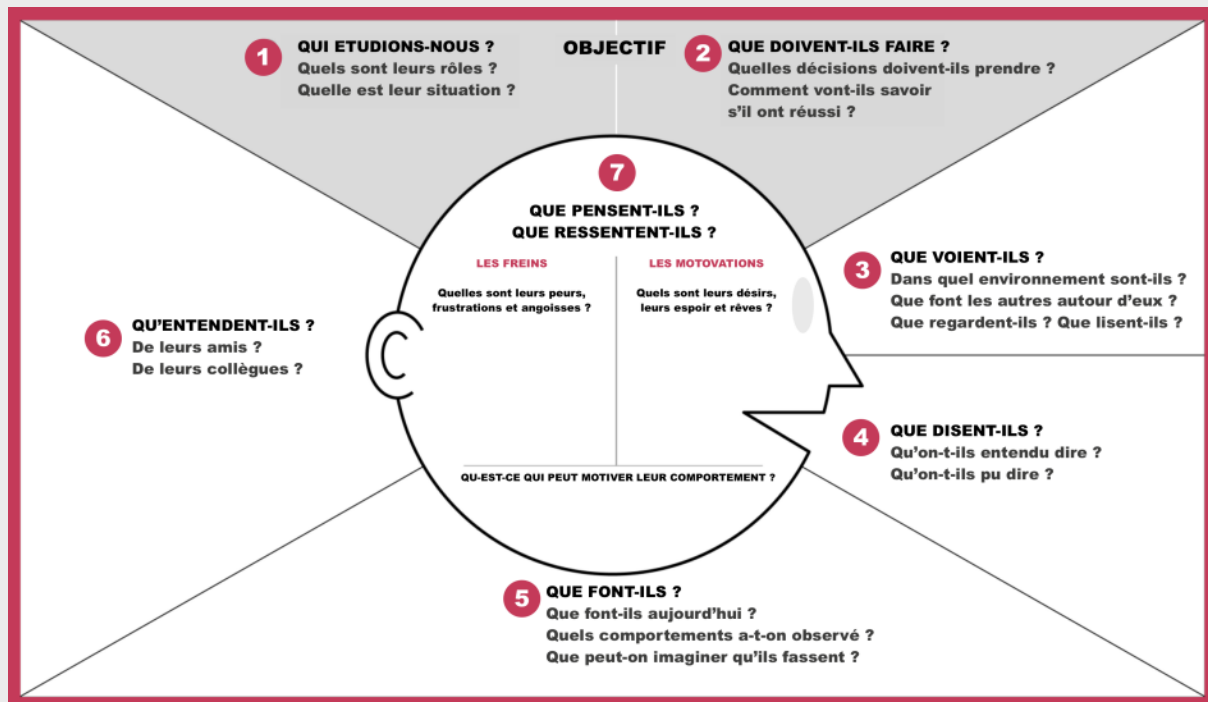 OBJECTIF
1
QUI ETUDIONS-NOUS ?
Quels sont leurs rôles ?
Quelle est leur situation ?
2
QUE DOIVENT-ILS FAIRE ?
Quelles décisions doivent-ils prendre ?
Comment vont-ils savoir
s'il ont réussi ?
3
QUE VOIENT-ILS ?
Dans quel environement sont-ils ?
Que font les autres autour d'eux ?
Que regardent-ils ? Que lisent-ils ?
4
QUE DISENT-ILS ?
Qu'on-t-ils entendu dire ?
Qu'on-t-ils pu dire ?
5
QUE FONT-ILS ?
Que font-ils aujourd'hui ?
Quels comportements a-t-on observé ?
Que peut-on imaginer qu'ils fassent ?
6
QU'ENTENDENT-ILS ?
De leurs amis ?
De leurs collègues ?
7
QUE PENSENT-ILS ?
QUE RESSENTENT-ILS ?
LES FREINS
Quelles sont leurs peurs,
frustrations et angoisses ?
LES MOTOVATIONS
Quels sont leurs désirs,
leurs espoir et rêves ?
QU-EST-CE QUI PEUT MOTIVER LEUR COMPORTEMENT ?